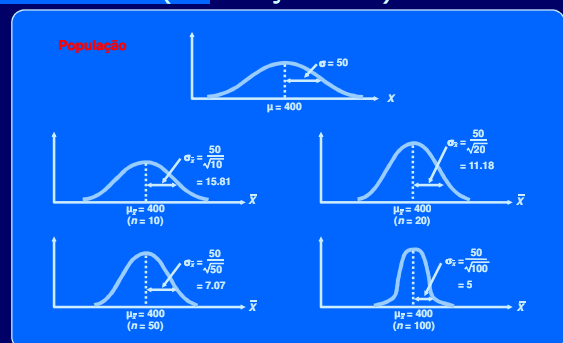 População
σ = 50
X
μ = 400
σx̄ = 50/√10
= 15.81
X̄
μx̄ = 400
(n = 10)
σx̄ = 50/√20
= 11.18
X̄
μx̄ = 400
(n = 20)
σx̄ = 50/√50
= 7.07
X̄
μx̄ = 400
(n = 50)
σx̄ = 50/√100
= 5
X̄
μx̄ = 400
(n = 100)